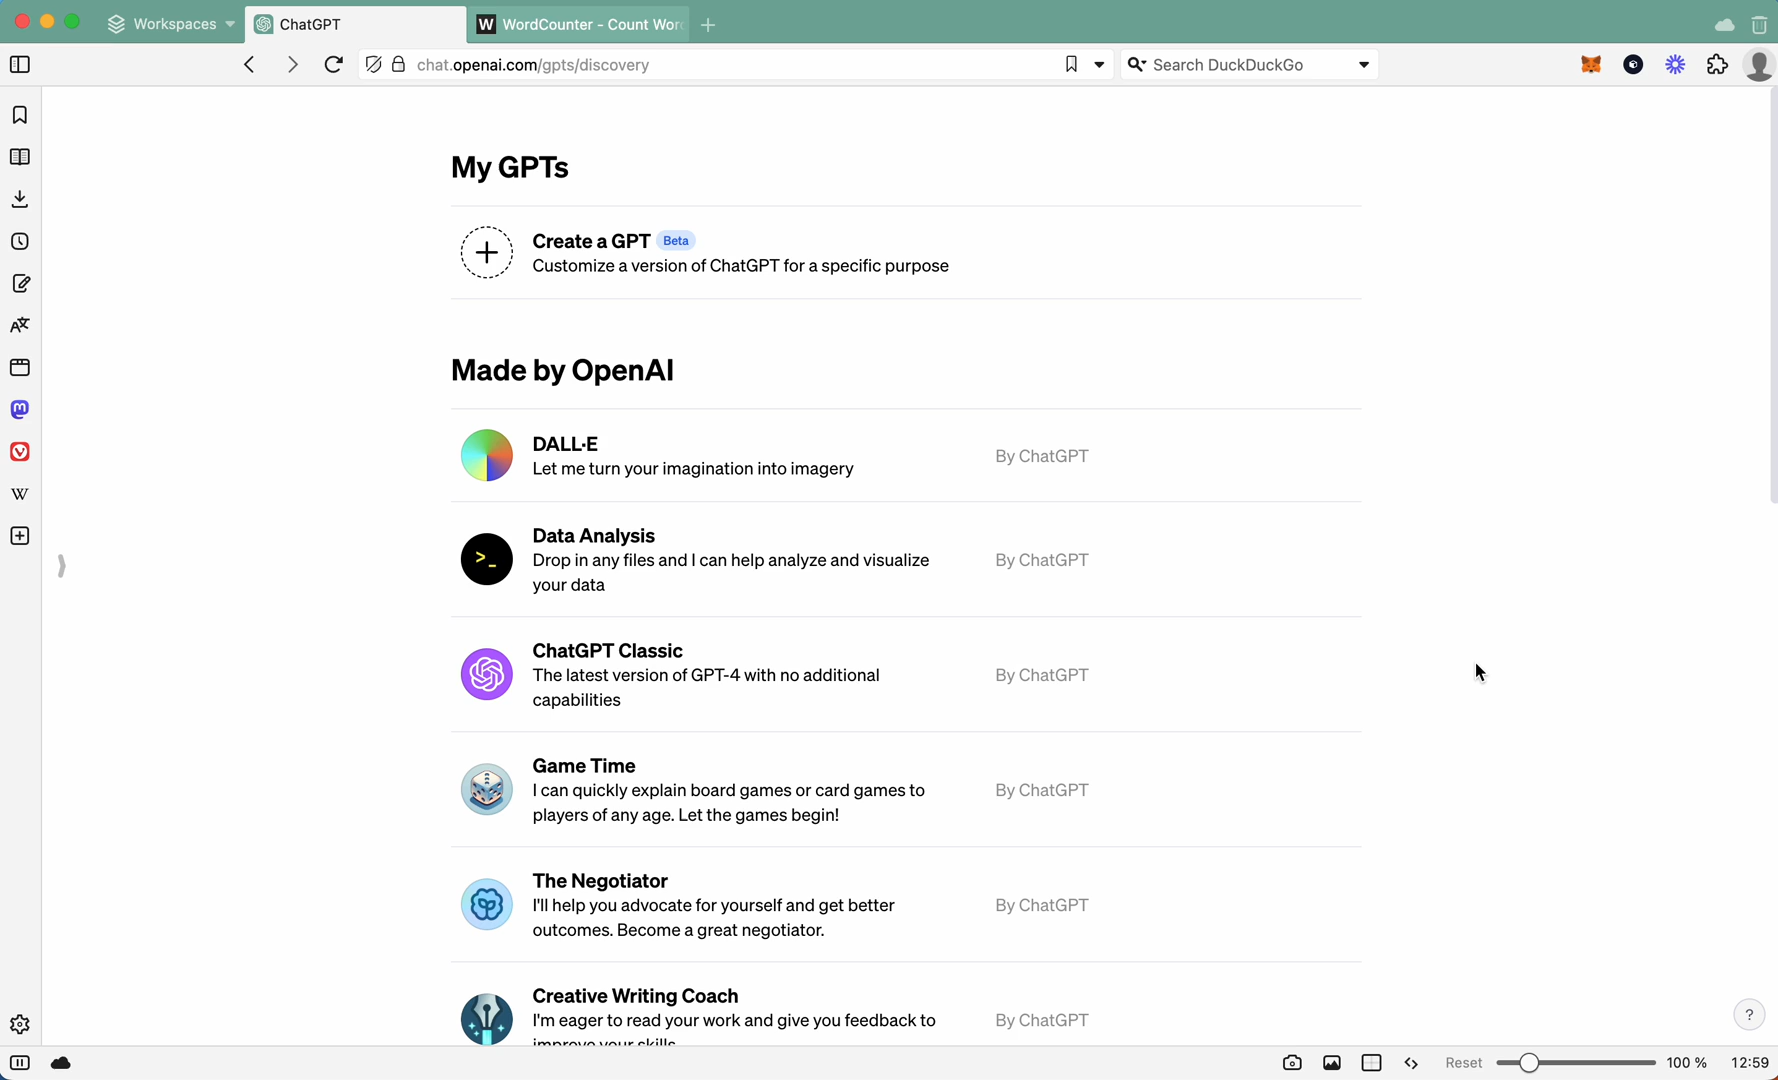 Workspaces
ChatGPT
W WordCounter - Count Wor
chat.openai.com/gpts/discovery
Search DuckDuckGo
My GPTs
Create a GPT Beta
Customize a version of ChatGPT for a specific purpose
Made by OpenAI
DALL·E
Let me turn your imagination into imagery
By ChatGPT
Data Analysis
Drop in any files and I can help analyze and visualize
your data
By ChatGPT
ChatGPT Classic
The latest version of GPT-4 with no additional
capabilities
By ChatGPT
Game Time
I can quickly explain board games or card games to
players of any age. Let the games begin!
By ChatGPT
The Negotiator
I'll help you advocate for yourself and get better
outcomes. Become a great negotiator.
By ChatGPT
Creative Writing Coach
I'm eager to read your work and give you feedback to
improve your skills.
By ChatGPT
W
?
Reset
100 %
12:59